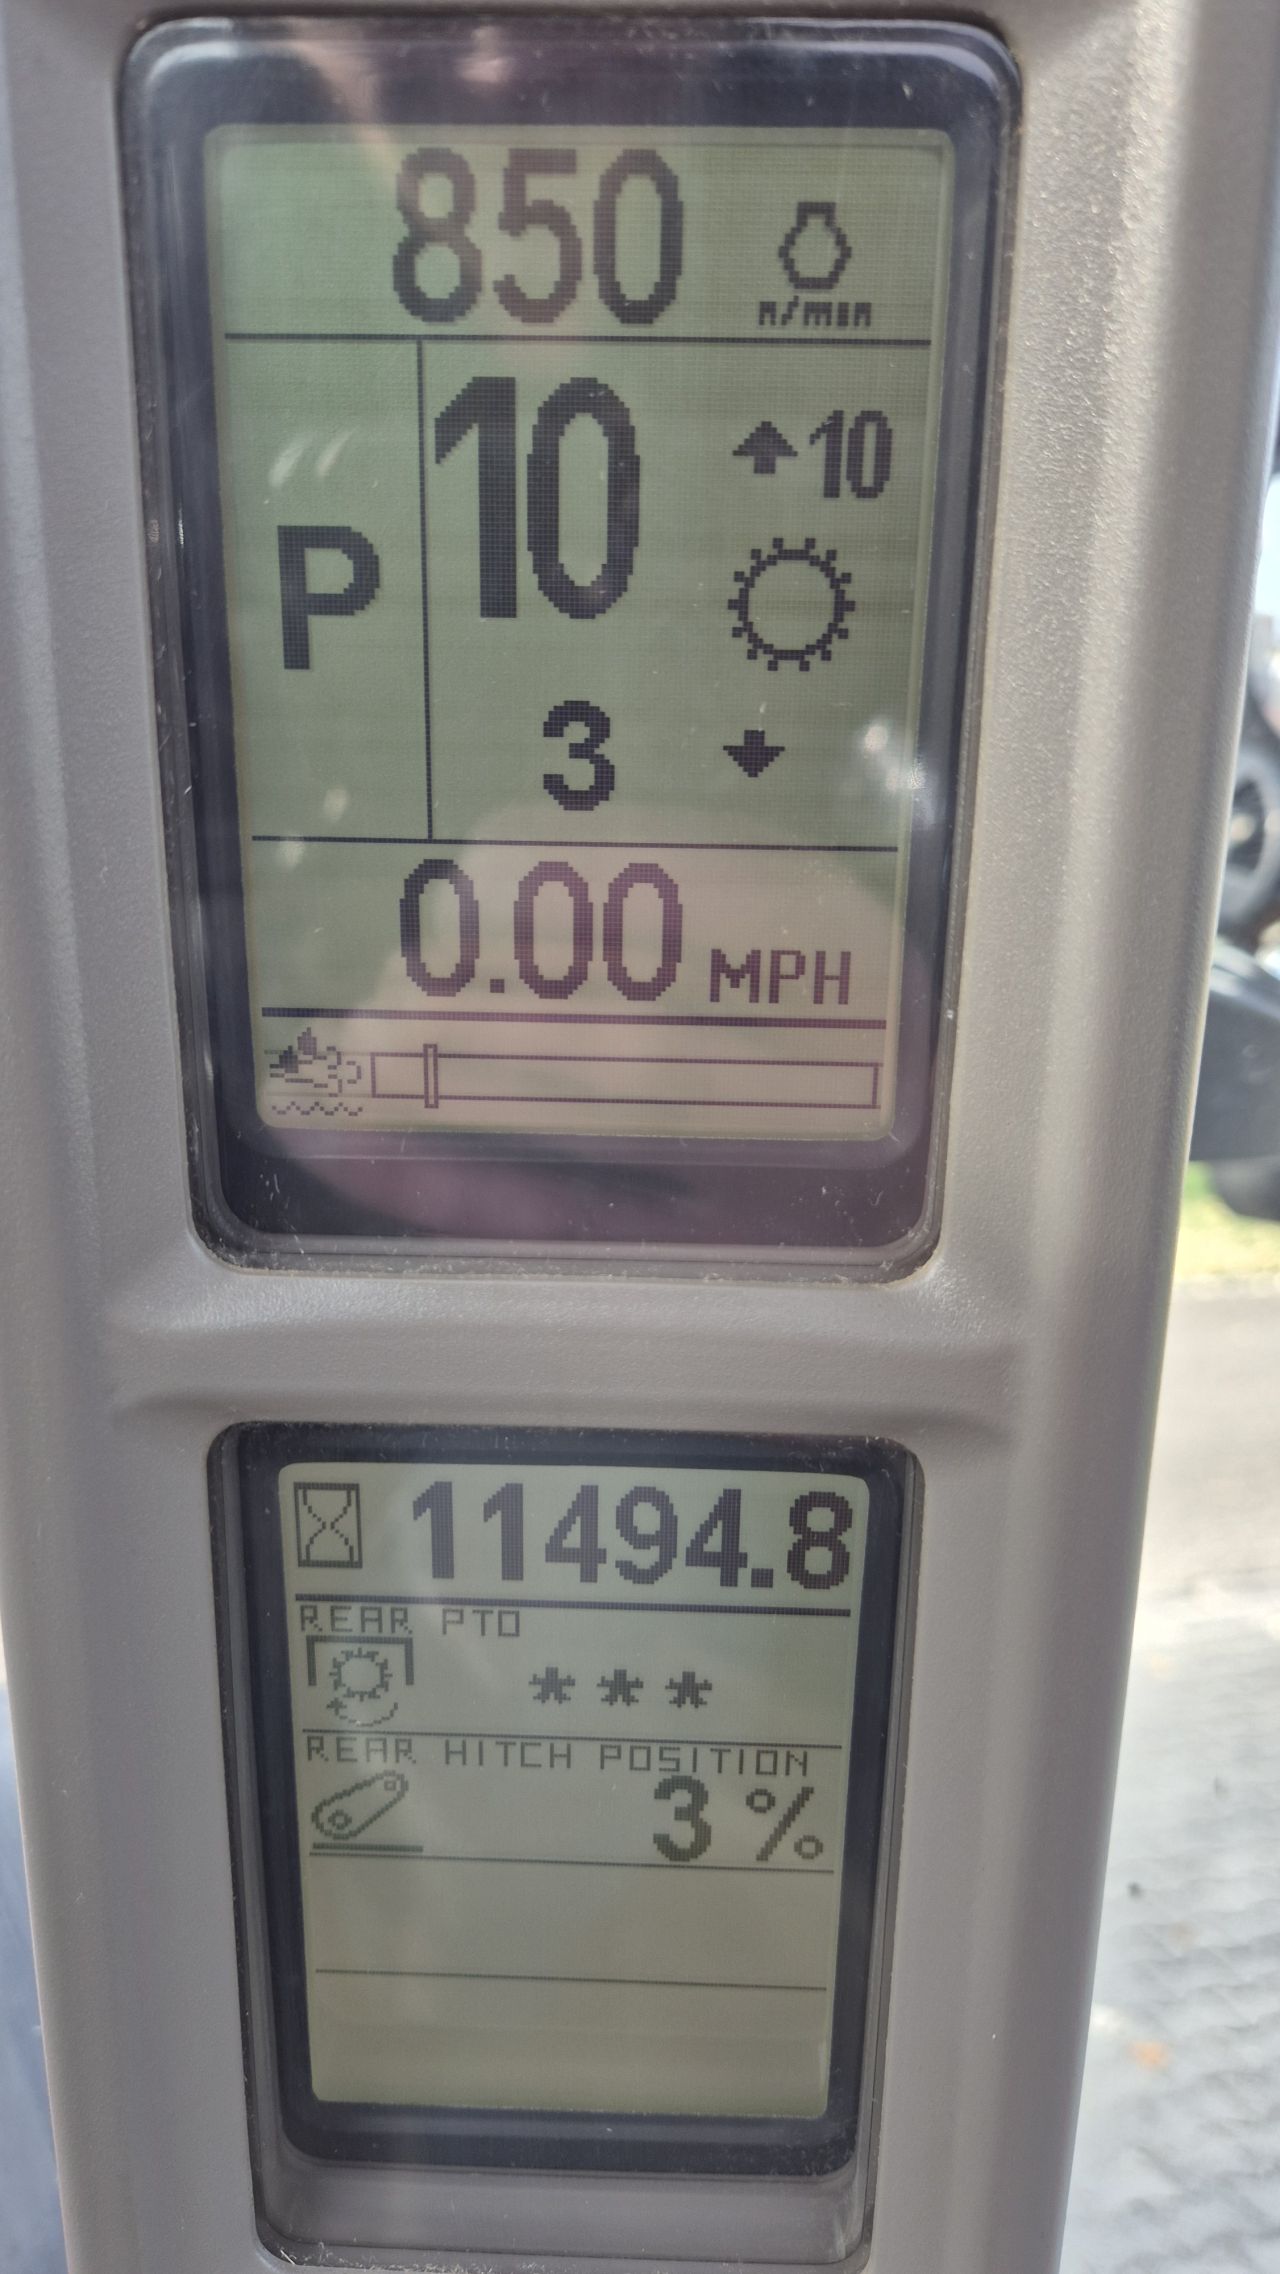 850
n/min
10
10
P
3
0.00 MPH
11494.8
REAR PTO
***
REAR HITCH POSITION
3 %